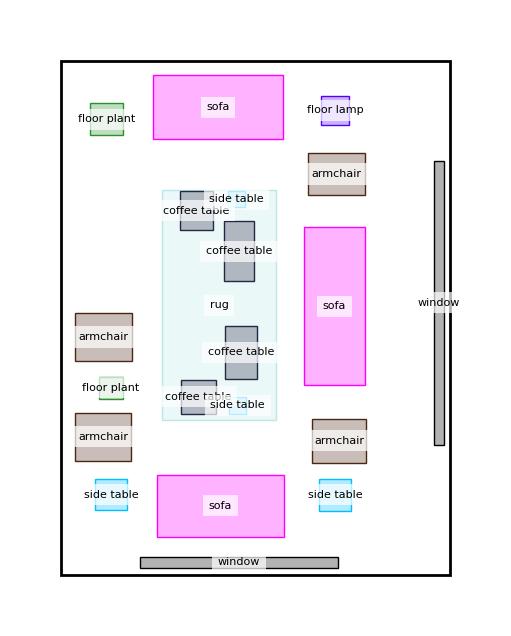 sofa
floor lamp
floor plant
armchair
side table
coffee table
coffee table
window
rug
sofa
armchair
coffee table
floor plant
coffee table
side table
armchair
armchair
side table
side table
sofa
window